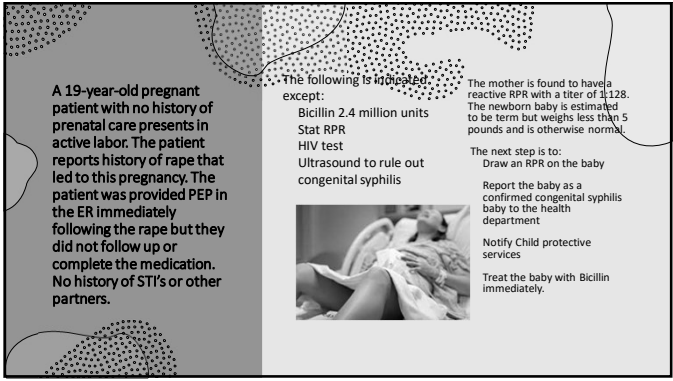 A 19-year-old pregnant
patient with no history of
prenatal care presents in
active labor. The patient
reports history of rape that
led to this pregnancy. The
patient was provided PEP in
the ER immediately
following the rape but they
did not follow up or
complete the medication.
No history of STI's or other
partners.
The following is indicated
except:
Bicillin 2.4 million units
Stat RPR
HIV test
Ultrasound to rule out
congenital syphilis
The mother is found to have a
reactive RPR with a titer of 1:128.
The newborn baby is estimated
to be term but weighs less than 5
pounds and is otherwise normal.
The next step is to:
Draw an RPR on the baby
Report the baby as a
confirmed congenital syphilis
baby to the health
department
Notify Child protective
services
Treat the baby with Bicillin
immediately.